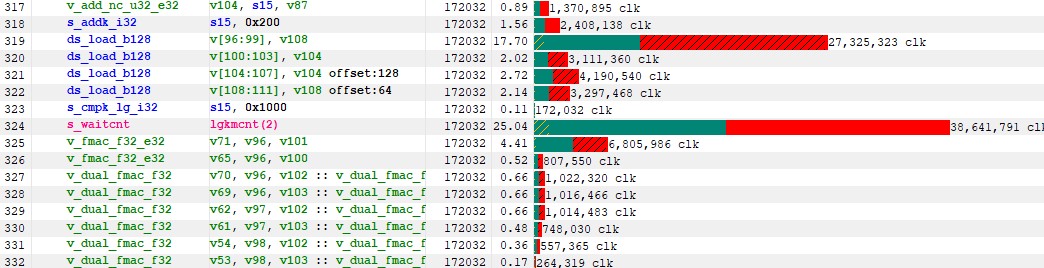 317 v_add_nc_u32_e32 v104, s15, v87 172032 0.89 1,370,895 clk
318 s_addk_i32 s15, 0x200 172032 1.56 2,408,138 clk
319 ds_load_b128 v[96:99], v108 172032 17.70 27,325,323 clk
320 ds_load_b128 v[100:103], v104 172032 2.02 3,111,360 clk
321 ds_load_b128 v[104:107], v104 offset:128 172032 2.72 4,190,540 clk
322 ds_load_b128 v[108:111], v108 offset:64 172032 2.14 3,297,468 clk
323 s_cmpk_lg_i32 s15, 0x1000 172032 0.11 172,032 clk
324 s_waitcnt lgkmcnt(2) 172032 25.04 38,641,791 clk
325 v_fmac_f32_e32 v71, v96, v101 172032 4.41 6,805,986 clk
326 v_fmac_f32_e32 v65, v96, v100 172032 0.52 807,550 clk
327 v_dual_fmac_f32 v70, v96, v102 :: v_dual_fmac_f 172032 0.66 1,022,320 clk
328 v_dual_fmac_f32 v69, v96, v103 :: v_dual_fmac_f 172032 0.66 1,016,466 clk
329 v_dual_fmac_f32 v62, v97, v102 :: v_dual_fmac_f 172032 0.66 1,014,483 clk
330 v_dual_fmac_f32 v61, v97, v103 :: v_dual_fmac_f 172032 0.48 748,030 clk
331 v_dual_fmac_f32 v54, v98, v102 :: v_dual_fmac_f 172032 0.36 557,365 clk
332 v_dual_fmac_f32 v53, v98, v103 :: v_dual_fmac_f 172032 0.17 264,319 clk